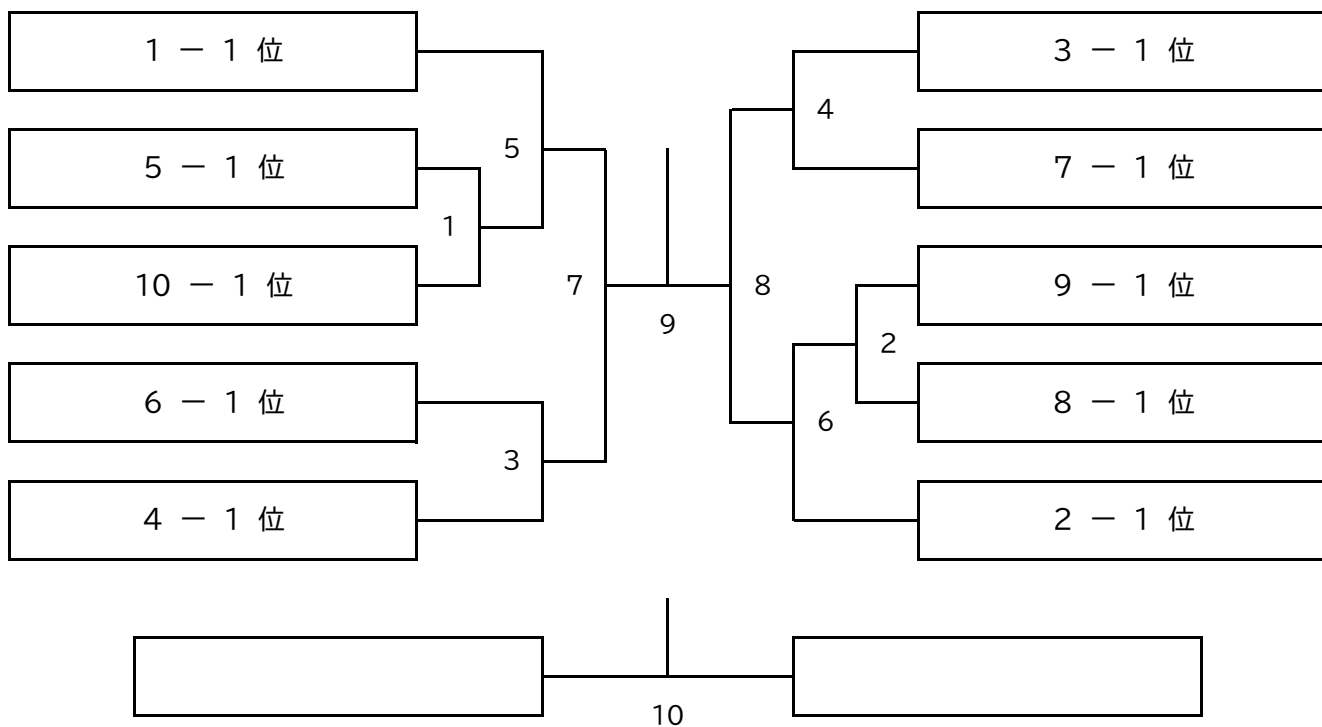 1 － 1 位
3 － 1 位
4
5
5 － 1 位
7 － 1 位
1
10 － 1 位
7
8
9 － 1 位
9
2
6 － 1 位
8 － 1 位
6
3
4 － 1 位
2 － 1 位
10